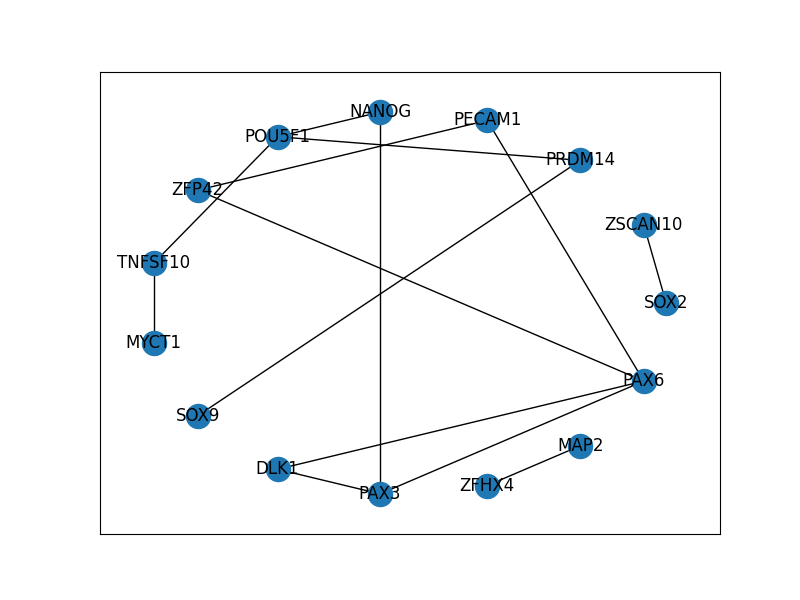 NANOG
PECAM1
POU5F1
PRDM14
ZFP42
ZSCAN10
TNFSF10
SOX2
MYCT1
PAX6
SOX9
MAP2
DLK1
ZFHX4
PAX3